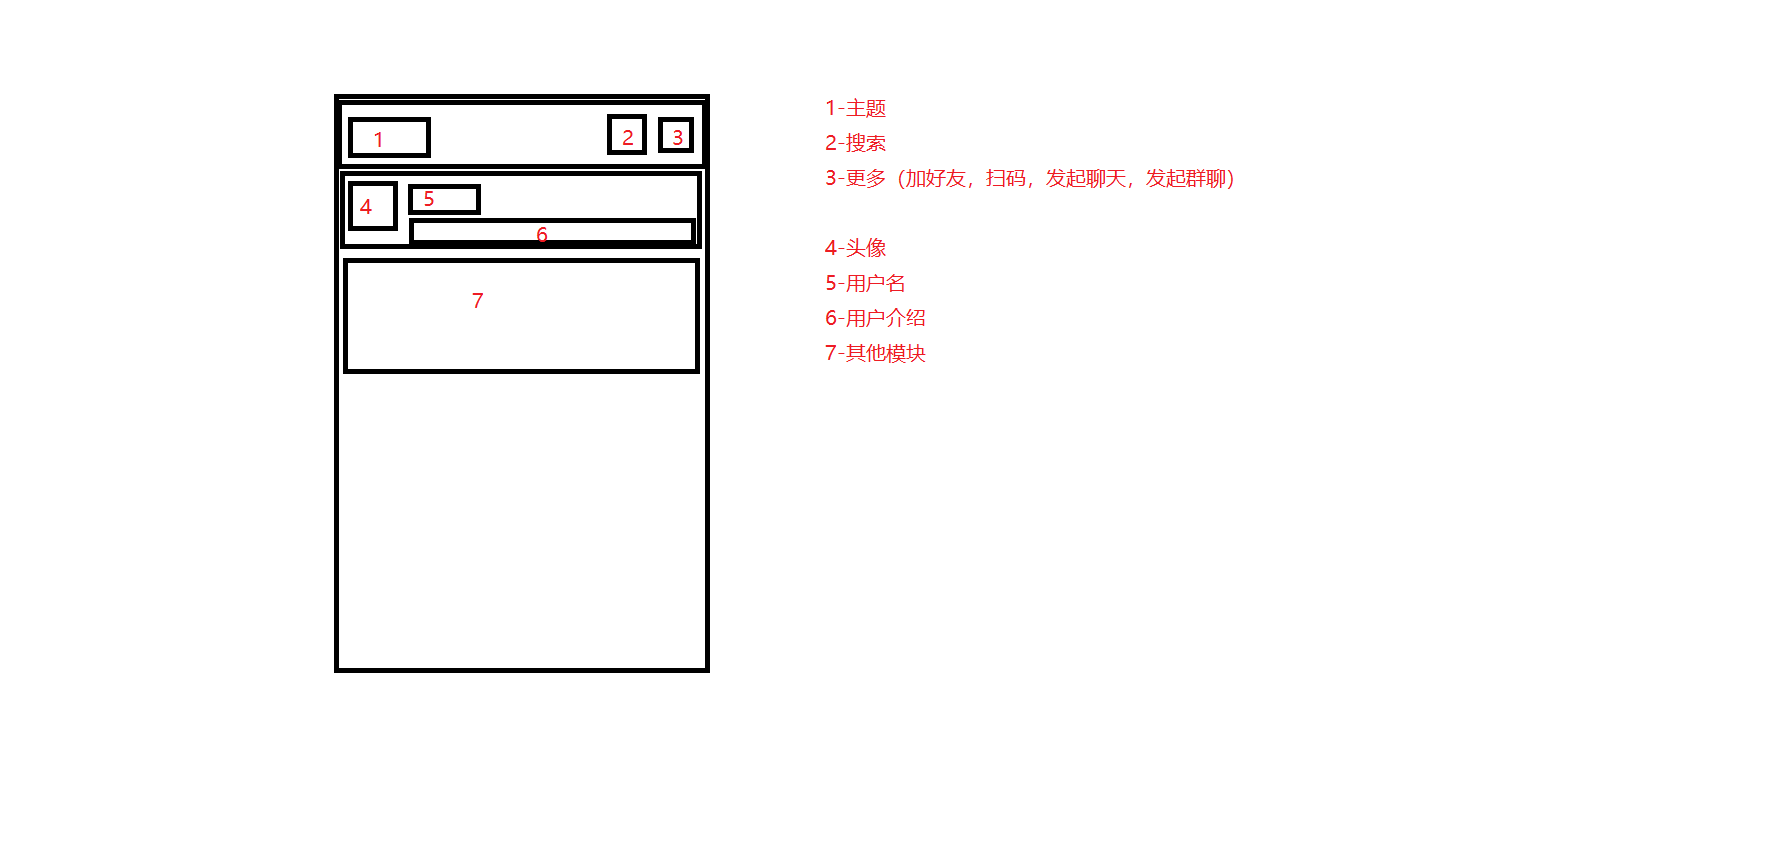 1
2
3
4
5
6
7
1-主题
2-搜索
3-更多（加好友，扫码，发起聊天，发起群聊）
4-头像
5-用户名
6-用户介绍
7-其他模块